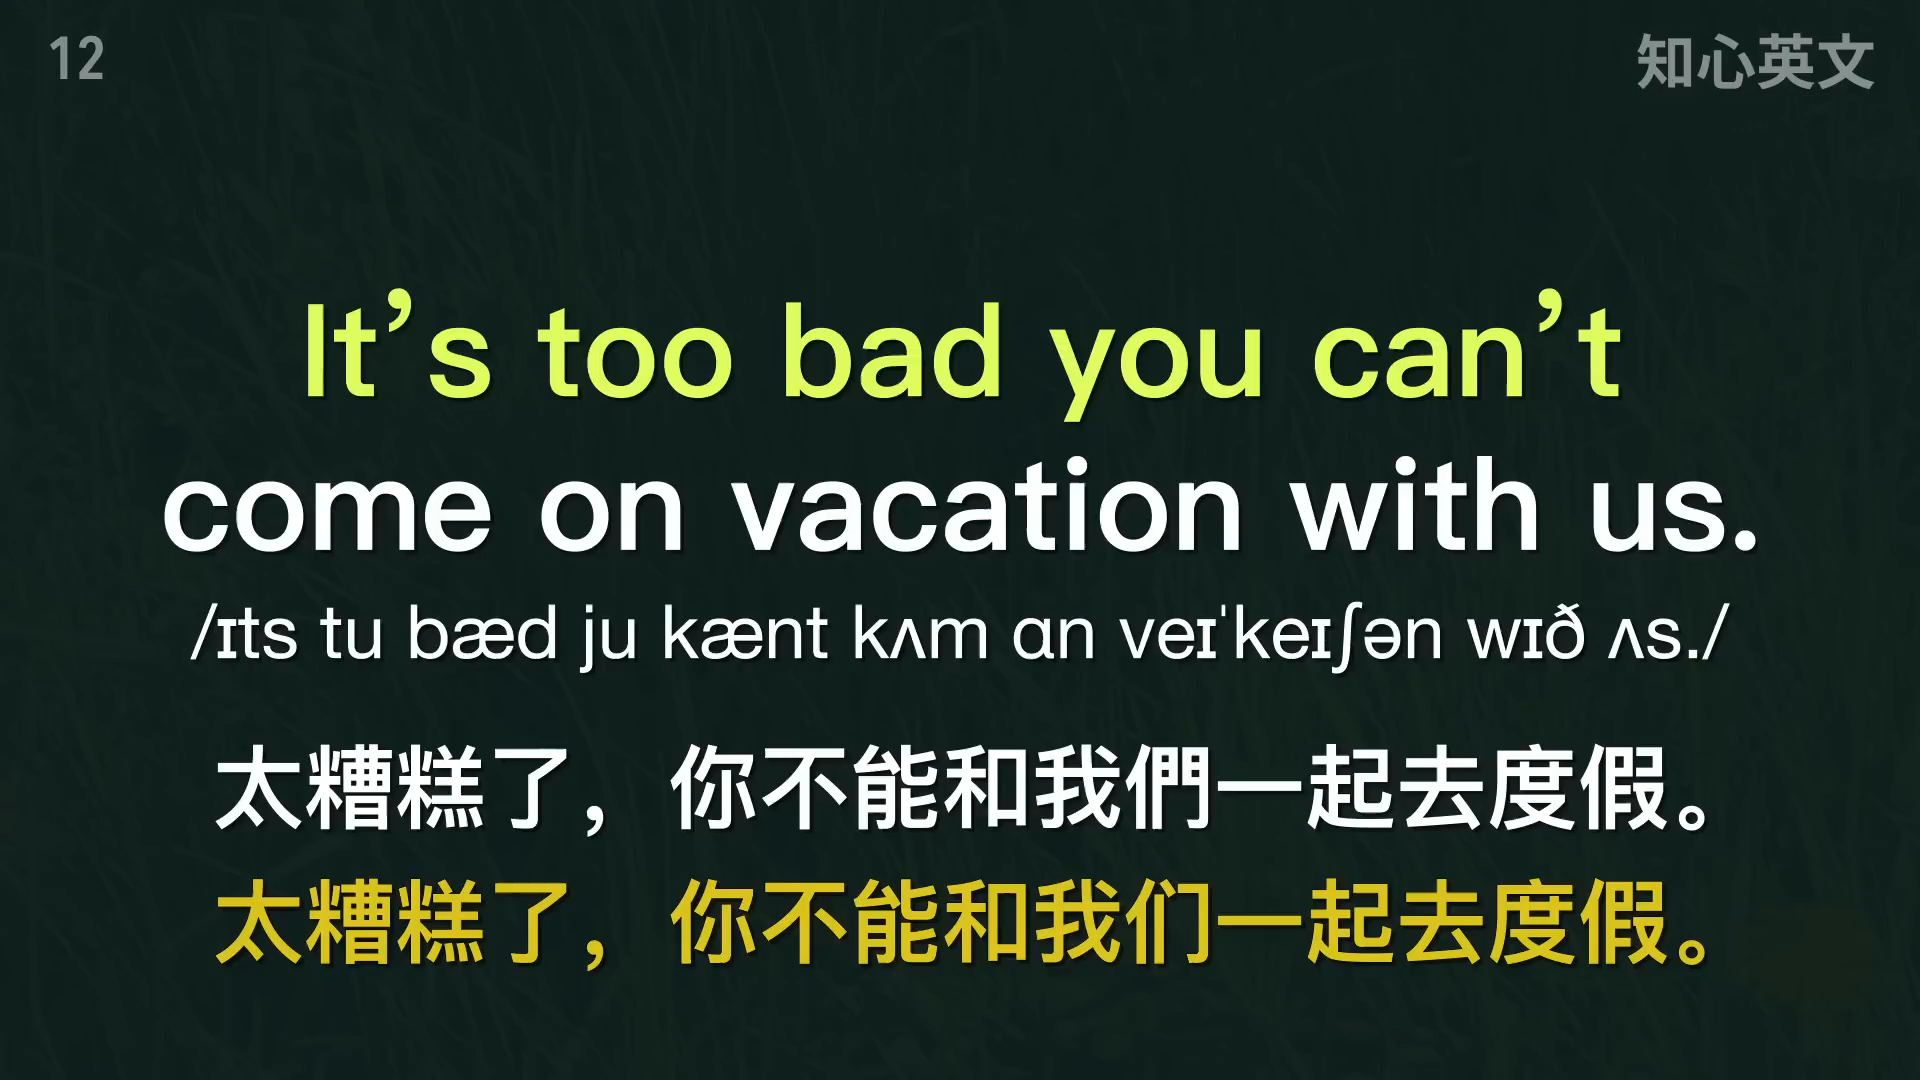 12
知心英文
It’s too bad you can’t
come on vacation with us.
/ɪts tu bæd ju kænt kʌm ɑn veɪˈkeɪʃən wɪð ʌs./
太糟糕了，你不能和我們一起去度假。
太糟糕了，你不能和我们一起去度假。